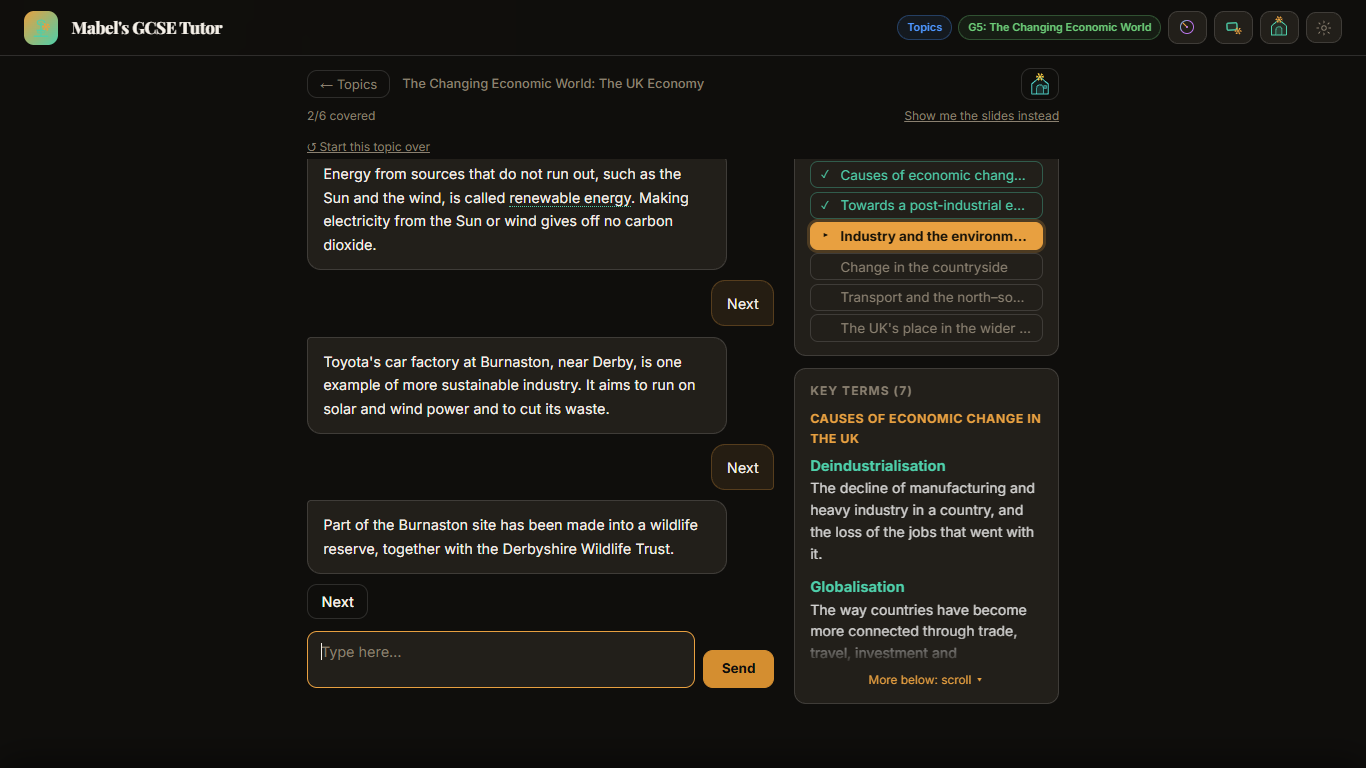 Mabel's GCSE Tutor
Topics
G5: The Changing Economic World
← Topics
The Changing Economic World: The UK Economy
2/6 covered
Show me the slides instead
↺ Start this topic over
Energy from sources that do not run out, such as the
Sun and the wind, is called renewable energy. Making
electricity from the Sun or wind gives off no carbon
dioxide.
Next
Toyota's car factory at Burnaston, near Derby, is one
example of more sustainable industry. It aims to run on
solar and wind power and to cut its waste.
Next
Part of the Burnaston site has been made into a wildlife
reserve, together with the Derbyshire Wildlife Trust.
Next
Type here...
Send
✓ Causes of economic chang...
✓ Towards a post-industrial e...
▸ Industry and the environm...
Change in the countryside
Transport and the north–so...
The UK's place in the wider ...
KEY TERMS (7)
CAUSES OF ECONOMIC CHANGE IN
THE UK
Deindustrialisation
The decline of manufacturing and
heavy industry in a country, and
the loss of the jobs that went with
it.
Globalisation
The way countries have become
more connected through trade,
travel, investment and
More below: scroll ▾